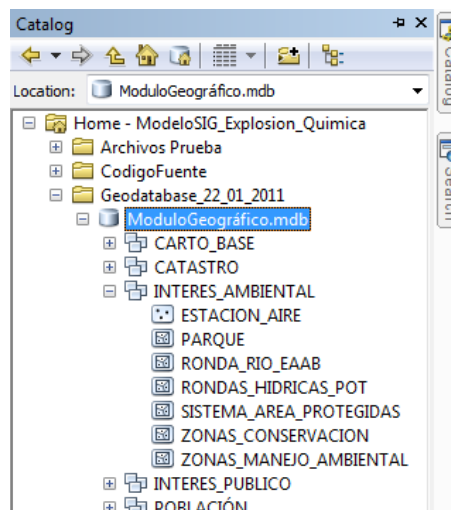 Catalog
Location: ModuloGeográfico.mdb
Home - ModeloSIG_Explosion_Quimica
Archivos Prueba
CodigoFuente
Geodatabase_22_01_2011
ModuloGeográfico.mdb
CARTO_BASE
CATASTRO
INTERES_AMBIENTAL
ESTACION_AIRE
PARQUE
RONDA_RIO_EAAB
RONDAS_HIDRICAS_POT
SISTEMA_AREA_PROTEGIDAS
ZONAS_CONSERVACION
ZONAS_MANEJO_AMBIENTAL
INTERES_PUBLICO
POBLACIÓN
Catalog
Search